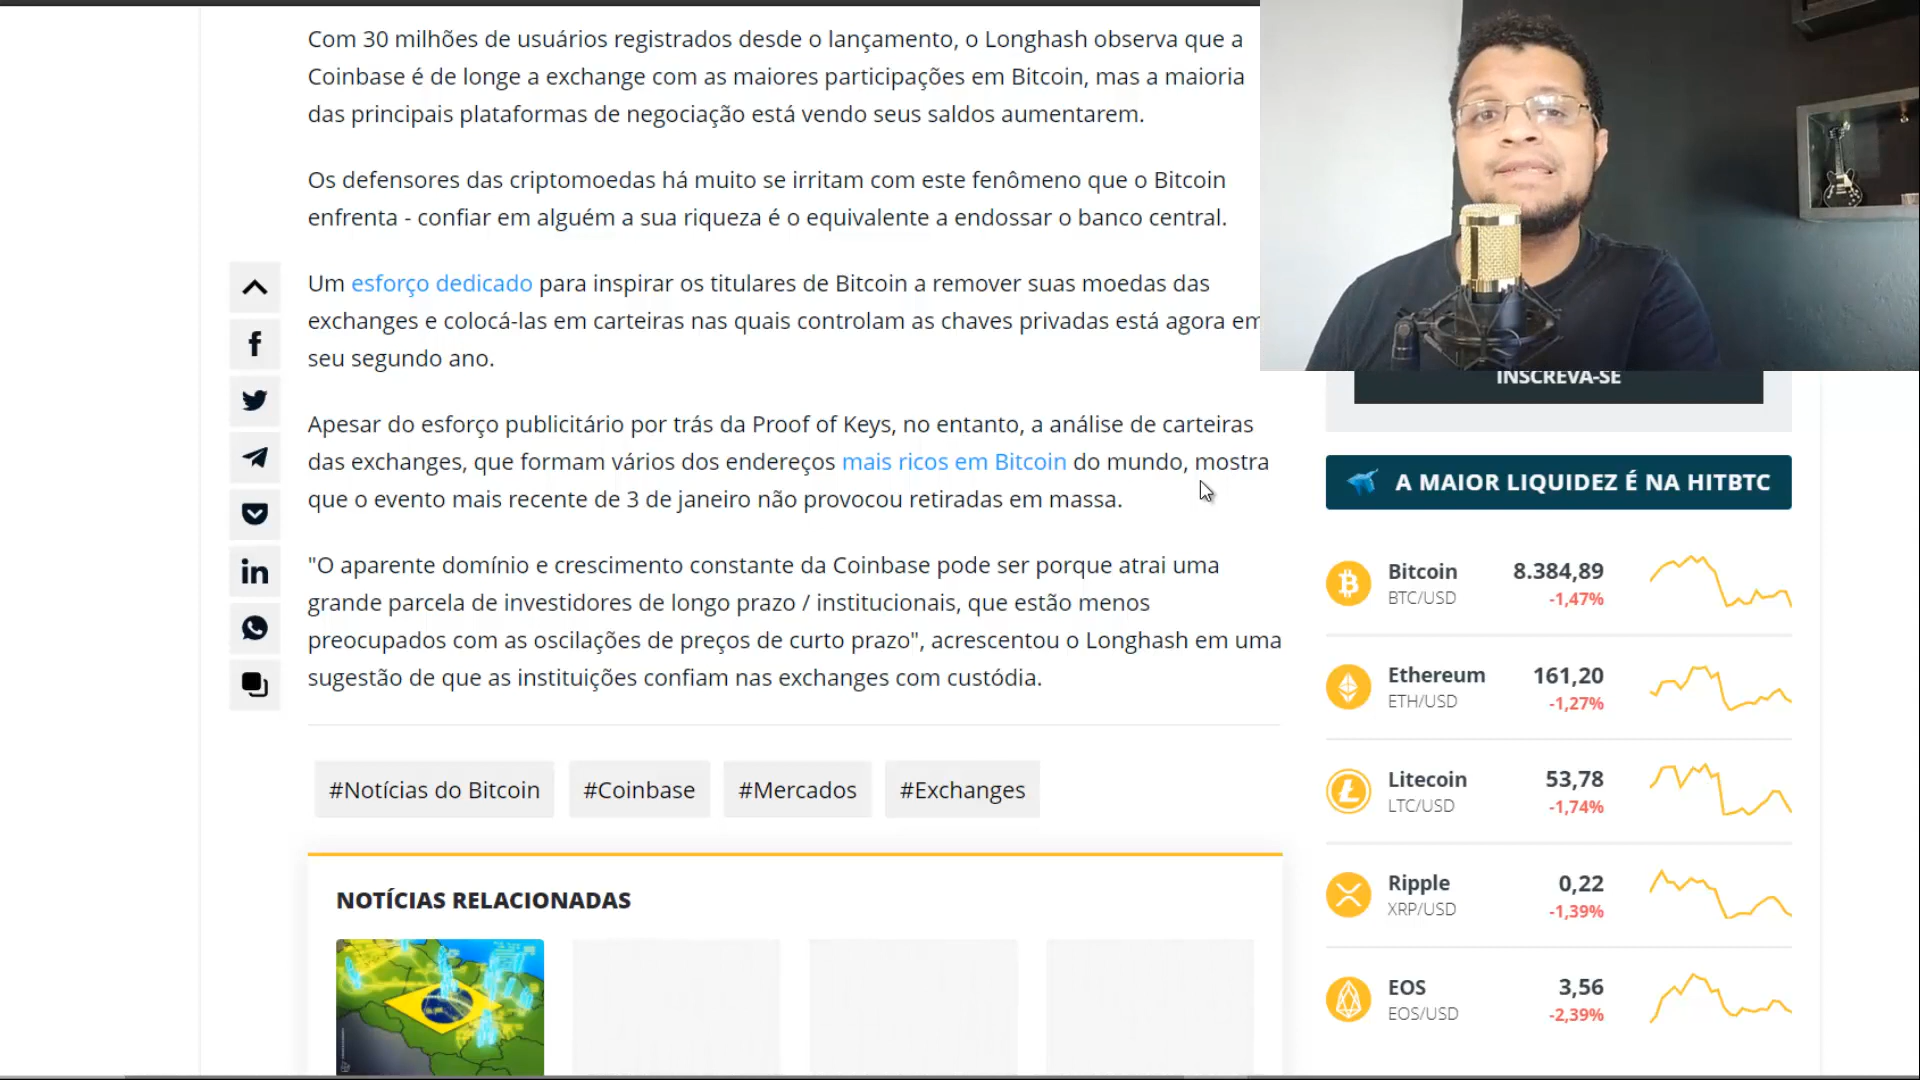 Com 30 milhões de usuários registrados desde o lançamento, o Longhash observa que a
Coinbase é de longe a exchange com as maiores participações em Bitcoin, mas a maioria
das principais plataformas de negociação está vendo seus saldos aumentarem.
Os defensores das criptomoedas há muito se irritam com este fenômeno que o Bitcoin
enfrenta - confiar em alguém a sua riqueza é o equivalente a endossar o banco central.
Um esforço dedicado para inspirar os titulares de Bitcoin a remover suas moedas das
exchanges e colocá-las em carteiras nas quais controlam as chaves privadas está agora em
seu segundo ano.
Apesar do esforço publicitário por trás da Proof of Keys, no entanto, a análise de carteiras
das exchanges, que formam vários dos endereços mais ricos em Bitcoin do mundo, mostra
que o evento mais recente de 3 de janeiro não provocou retiradas em massa.
"O aparente domínio e crescimento constante da Coinbase pode ser porque atrai uma
grande parcela de investidores de longo prazo / institucionais, que estão menos
preocupados com as oscilações de preços de curto prazo", acrescentou o Longhash em uma
sugestão de que as instituições confiam nas exchanges com custódia.
#Notícias do Bitcoin #Coinbase #Mercados #Exchanges
NOTÍCIAS RELACIONADAS
INSCREVA-SE
A MAIOR LIQUIDEZ É NA HITBTC
Bitcoin 8.384,89
BTC/USD -1,47%
Ethereum 161,20
ETH/USD -1,27%
Litecoin 53,78
LTC/USD -1,74%
Ripple 0,22
XRP/USD -1,39%
EOS 3,56
EOS/USD -2,39%